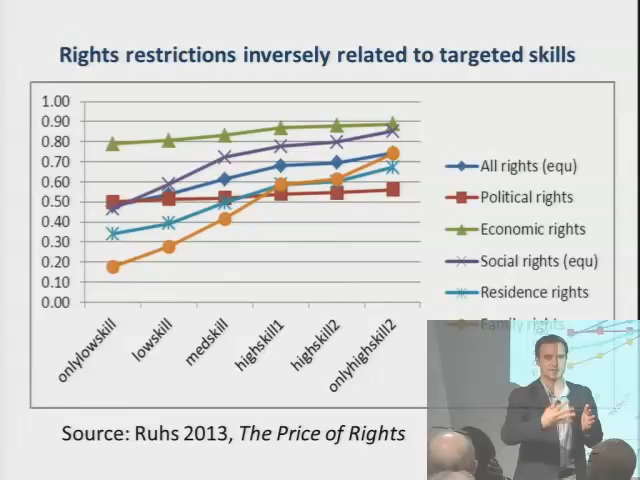 Rights restrictions inversely related to targeted skills
1.00
0.90
0.80
0.70
0.60
0.50
0.40
0.30
0.20
0.10
0.00
onlylowskill
lowskill
medskill
highskill1
highskill2
onlyhighskill2
All rights (equ)
Political rights
Economic rights
Social rights (equ)
Residence rights
Family rights
Source: Ruhs 2013, The Price of Rights